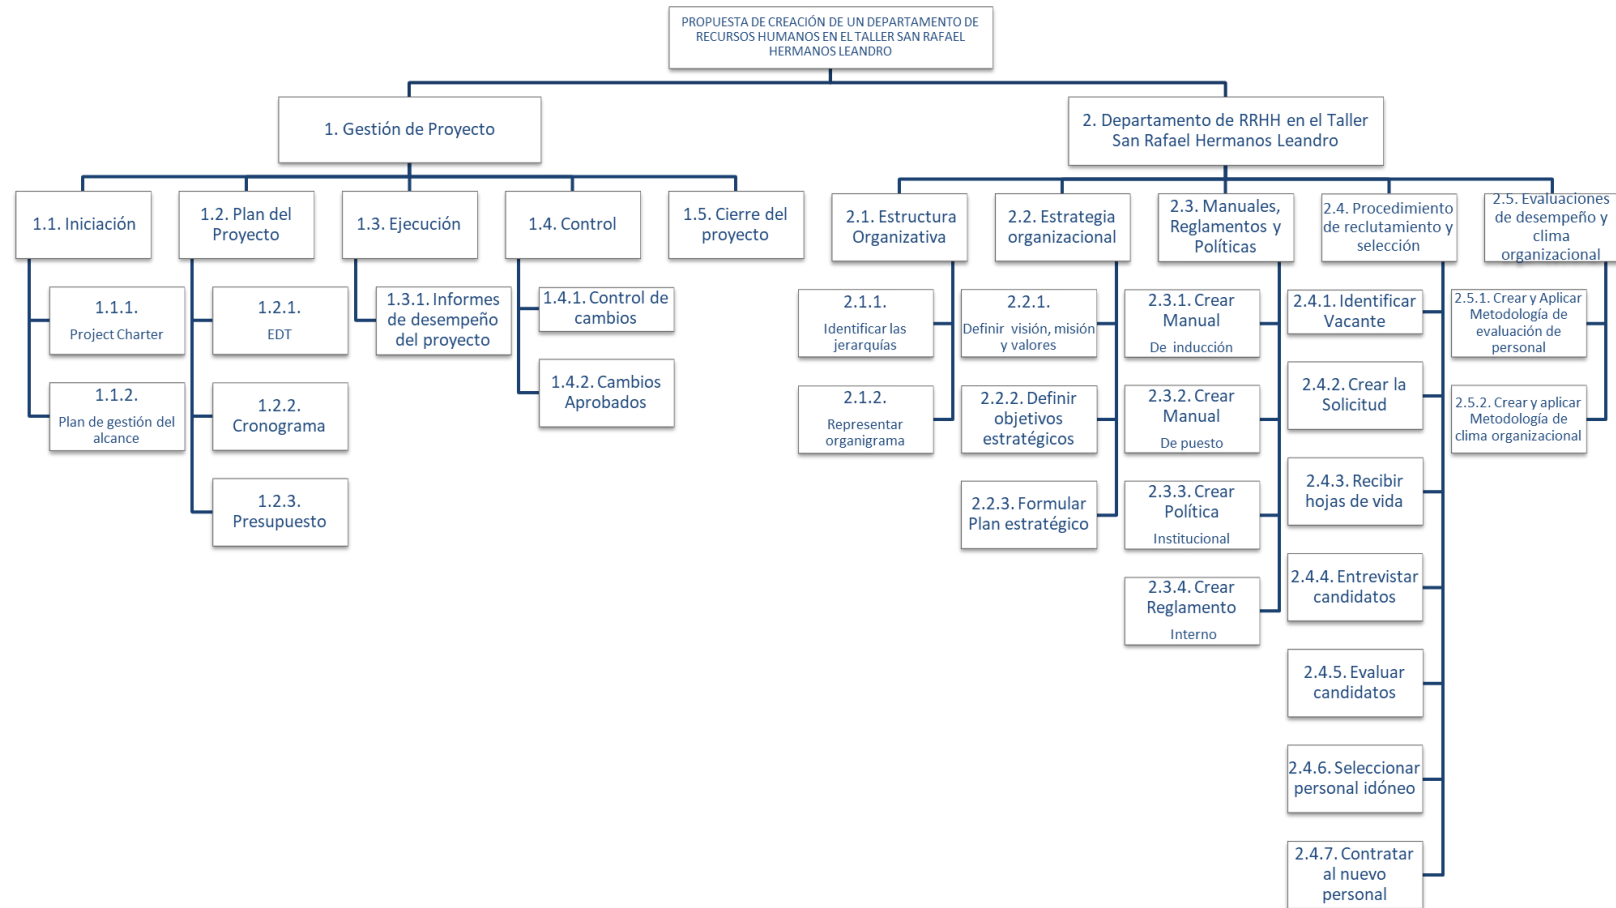 PROPUESTA DE CREACIÓN DE UN DEPARTAMENTO DE
RECURSOS HUMANOS EN EL TALLER SAN RAFAEL
HERMANOS LEANDRO
1. Gestión de Proyecto
2. Departamento de RRHH en el Taller
San Rafael Hermanos Leandro
1.1. Iniciación
1.2. Plan del
Proyecto
1.3. Ejecución
1.4. Control
1.5. Cierre del
proyecto
2.1. Estructura
Organizativa
2.2. Estrategia
organizacional
2.3. Manuales,
Reglamentos y
Políticas
2.4. Procedimiento
de reclutamiento y
selección
2.5. Evaluaciones
de desempeño y
clima
organizacional
1.1.1.
Project Charter
1.1.2.
Plan de gestión del
alcance
1.2.1.
EDT
1.2.2.
Cronograma
1.2.3.
Presupuesto
1.3.1. Informes
de desempeño
del proyecto
1.4.1. Control de
cambios
1.4.2. Cambios
Aprobados
2.1.1.
Identificar las
jerarquías
2.1.2.
Representar
organigrama
2.2.1.
Definir visión, misión
y valores
2.2.2. Definir
objetivos
estratégicos
2.2.3. Formular
Plan estratégico
2.3.1. Crear
Manual
De inducción
2.3.2. Crear
Manual
De puesto
2.3.3. Crear
Política
Institucional
2.3.4. Crear
Reglamento
Interno
2.4.1. Identificar
Vacante
2.4.2. Crear la
Solicitud
2.4.3. Recibir
hojas de vida
2.4.4. Entrevistar
candidatos
2.4.5. Evaluar
candidatos
2.4.6. Seleccionar
personal idóneo
2.4.7. Contratar
al nuevo
personal
2.5.1. Crear y Aplicar
Metodología de
evaluación de
personal
2.5.2. Crear y aplicar
Metodología de
clima organizacional